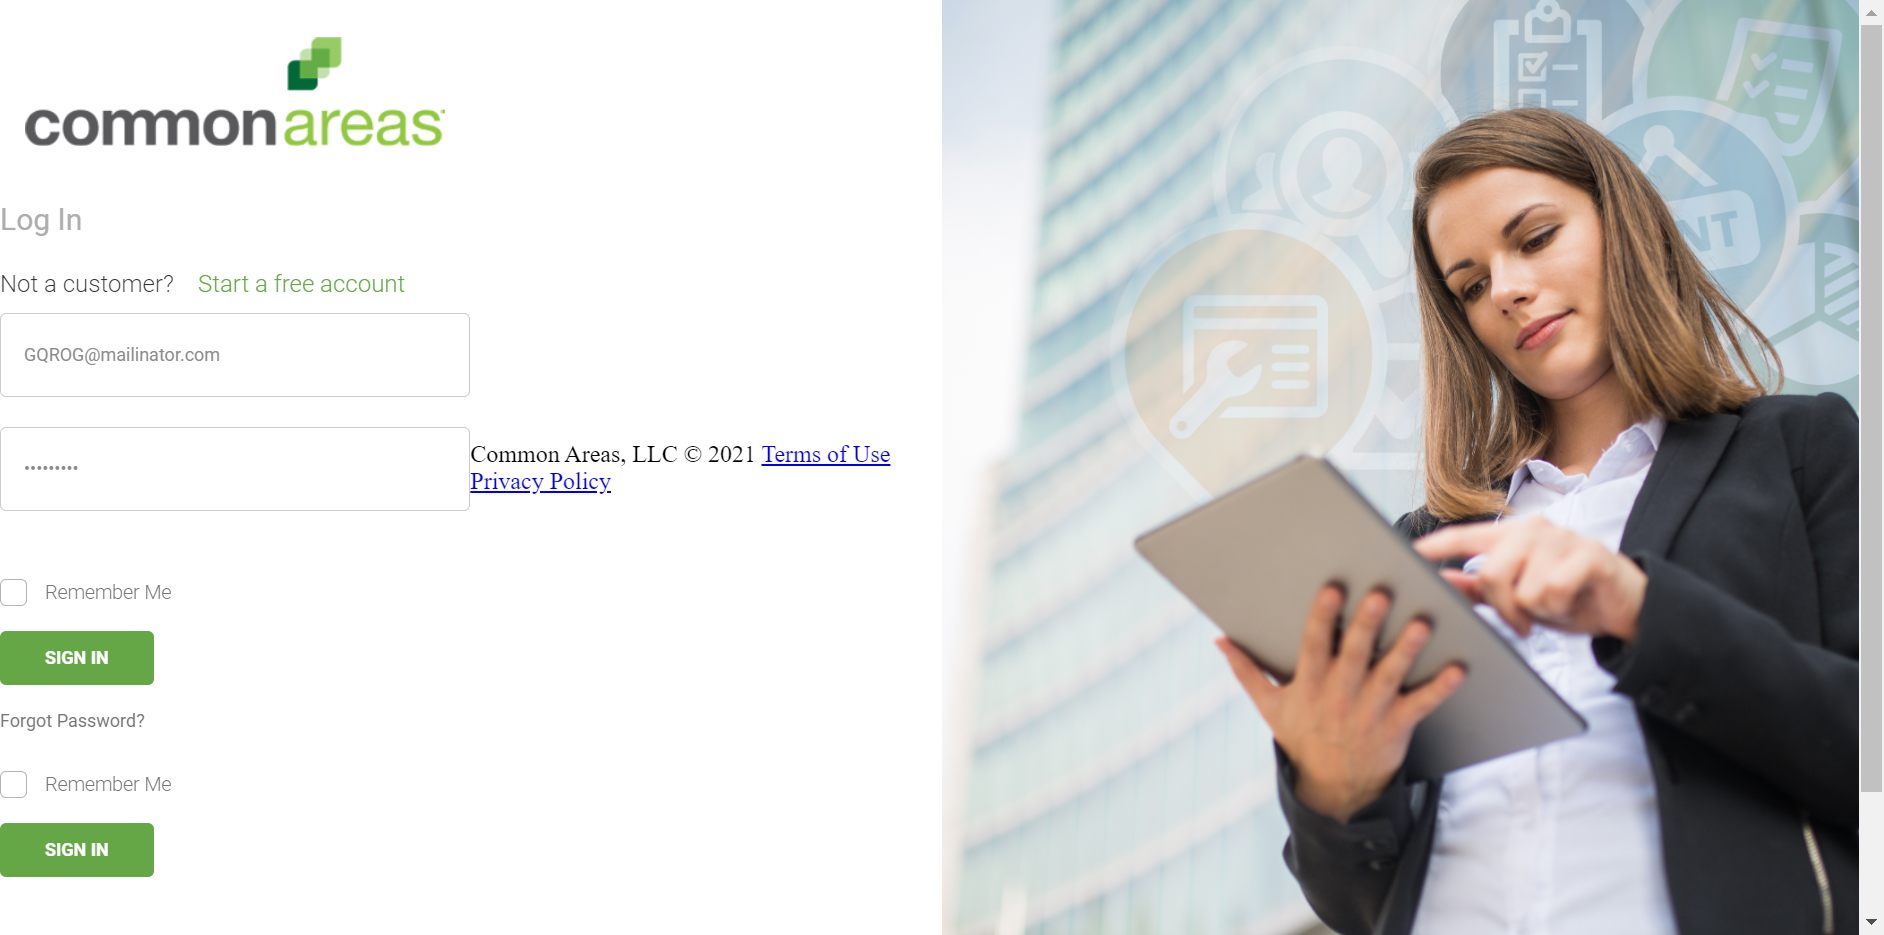 commonareas
Log In
Not a customer? Start a free account
GQROG@mailinator.com
•••••••••
Common Areas, LLC © 2021 Terms of Use
Privacy Policy
Remember Me
SIGN IN
Forgot Password?
Remember Me
SIGN IN